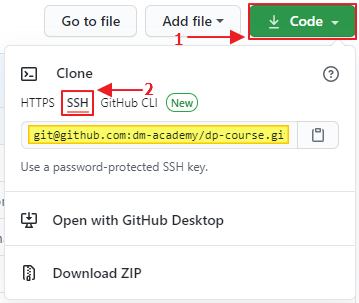 Go to file Add file Code
1
Clone
2
HTTPS SSH GitHub CLI New
git@github.com:dm-academy/dp-course.gi
Use a password-protected SSH key.
Open with GitHub Desktop
Download ZIP